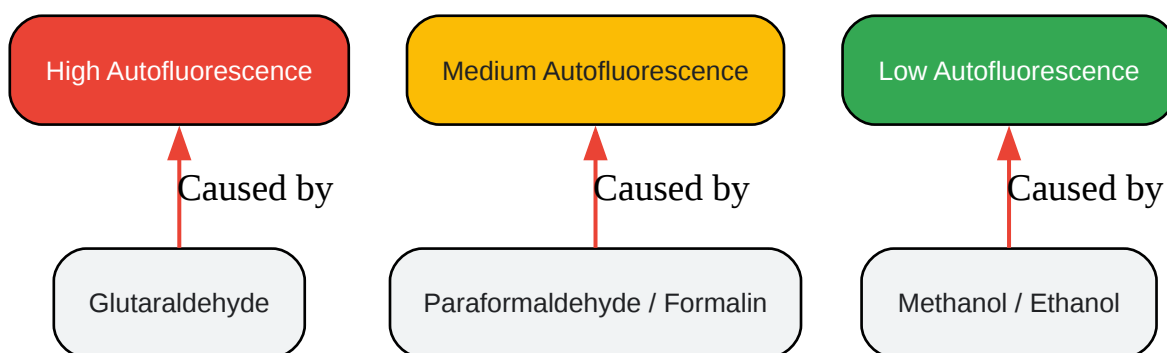 High Autofluorescence
Medium Autofluorescence
Low Autofluorescence
Caused by
Caused by
Caused by
Glutaraldehyde
Paraformaldehyde / Formalin
Methanol / Ethanol